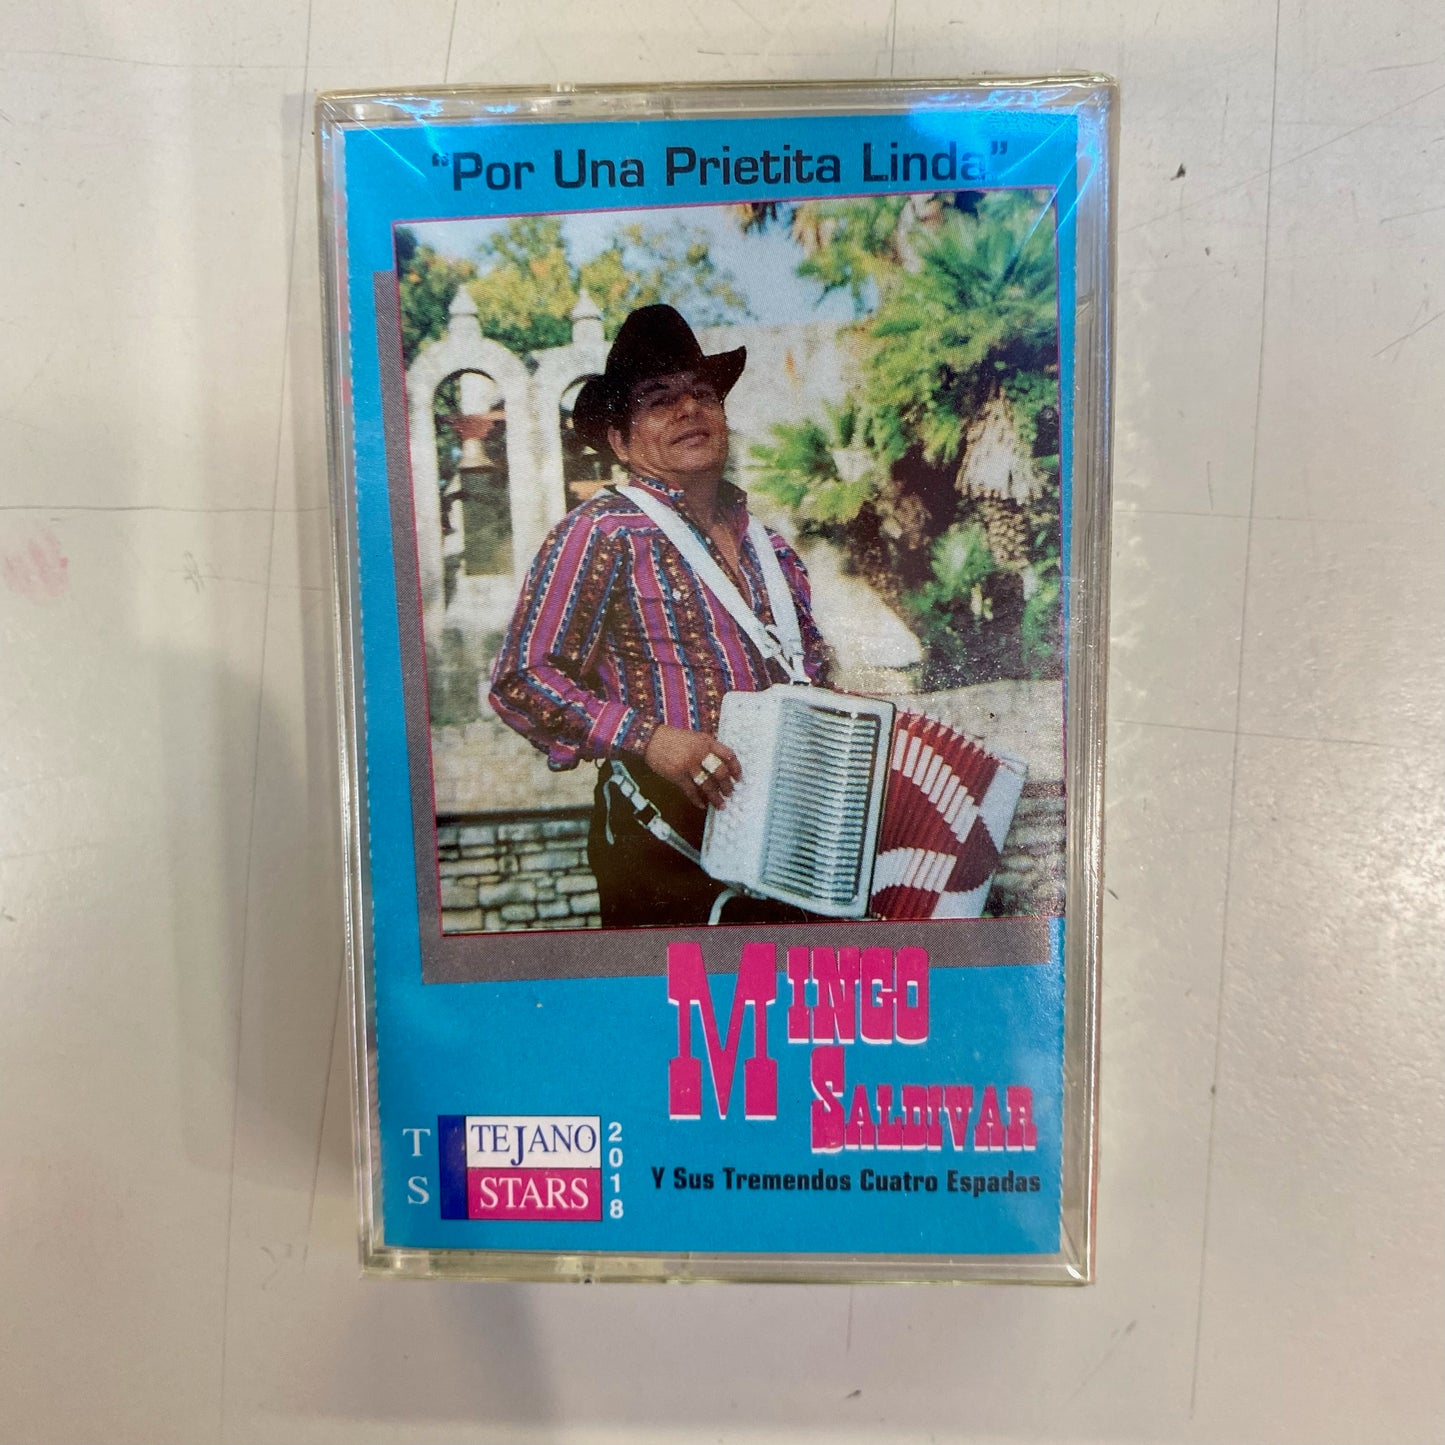 "Por Una Prietita Linda"
MINGO
SALDIVAR
Y Sus Tremendos Cuatro Espadas
TS
TEJANO
STARS
2018